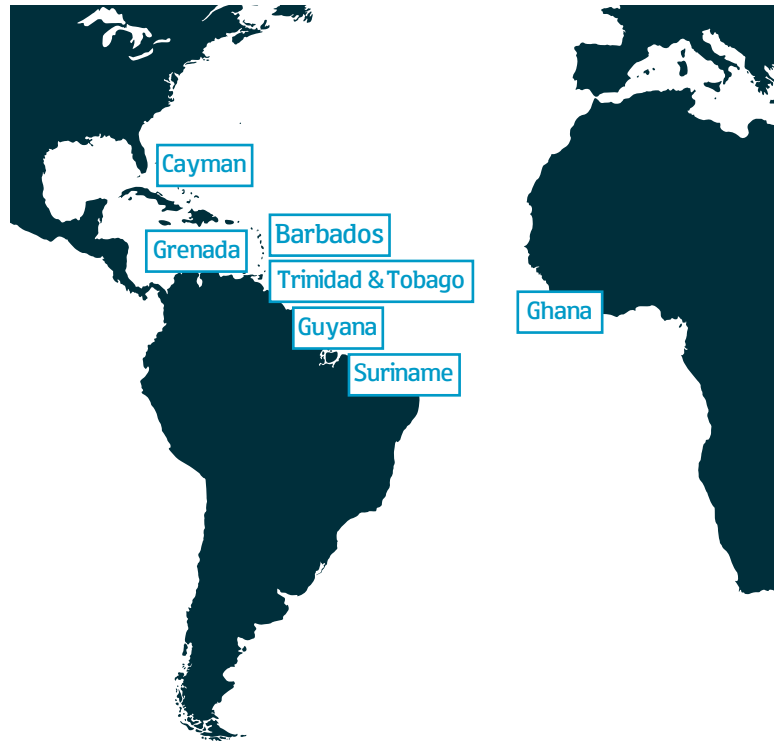 Cayman
Barbados
Grenada
Trinidad & Tobago
Ghana
Guyana
Suriname